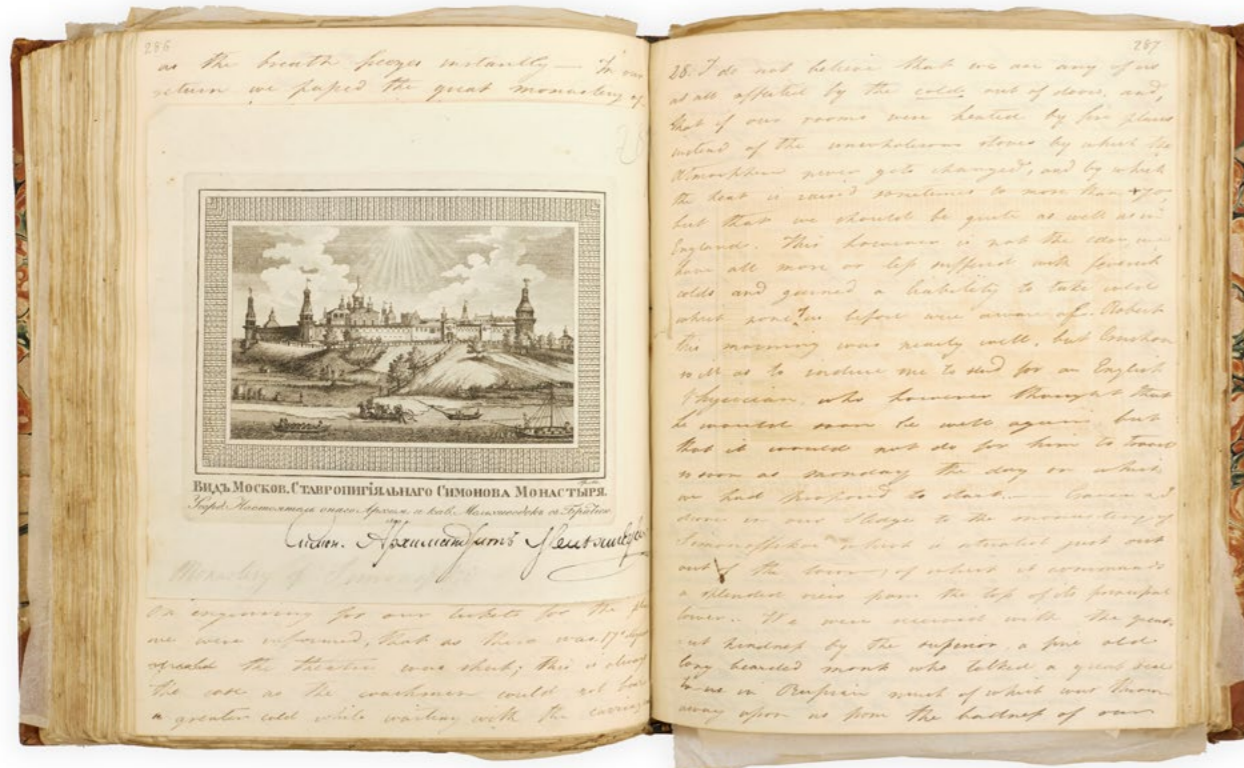 286
as the breath freezes instantly — In our
return we paſsed the great monastery of
ВИДЪ МОСКОВ. СТАВРОПИГІЯЛЬНАГО СИМОНОВА МОНАСТЫРЯ.
Monastery of
On engineering for our tickets for the
we were informed, that as there was 17° degrees
the theatre was shut; this is always
the case as the coachmen could not bear
a greater cold while waiting with the carriages
287
28. I do not believe that we are any of us
at all affected by the cold out of doors, and,
that if our rooms were heated by fire places
instead of the unwholesome stoves by which the
atmosphere never gets changed, and by which
the heat is raised sometimes to more than + 70,
but that we should be quite as well as in
England. This however is not the case, we
have all more or leſs suffered with feverish
colds and gained a liability to take cold
which none of us before were aware of. Robert
this morning was nearly well, but
so ill as to induce me to send for an English
Physician, who however thought that
he would soon be well again, but
that it would not do for him to travel
so soon as monday the day on which
we had proposed to start.
drove in our sledge to the monastery of
which is situated just out
out of the town, of which it commands
a splendid view from the top of its principal
tower. We were received with the great
est kindneſs by the superior, a fine old
long bearded monk who talked a great deal
to us in Ruſsian much of which was thrown
away upon us from the badneſs of our